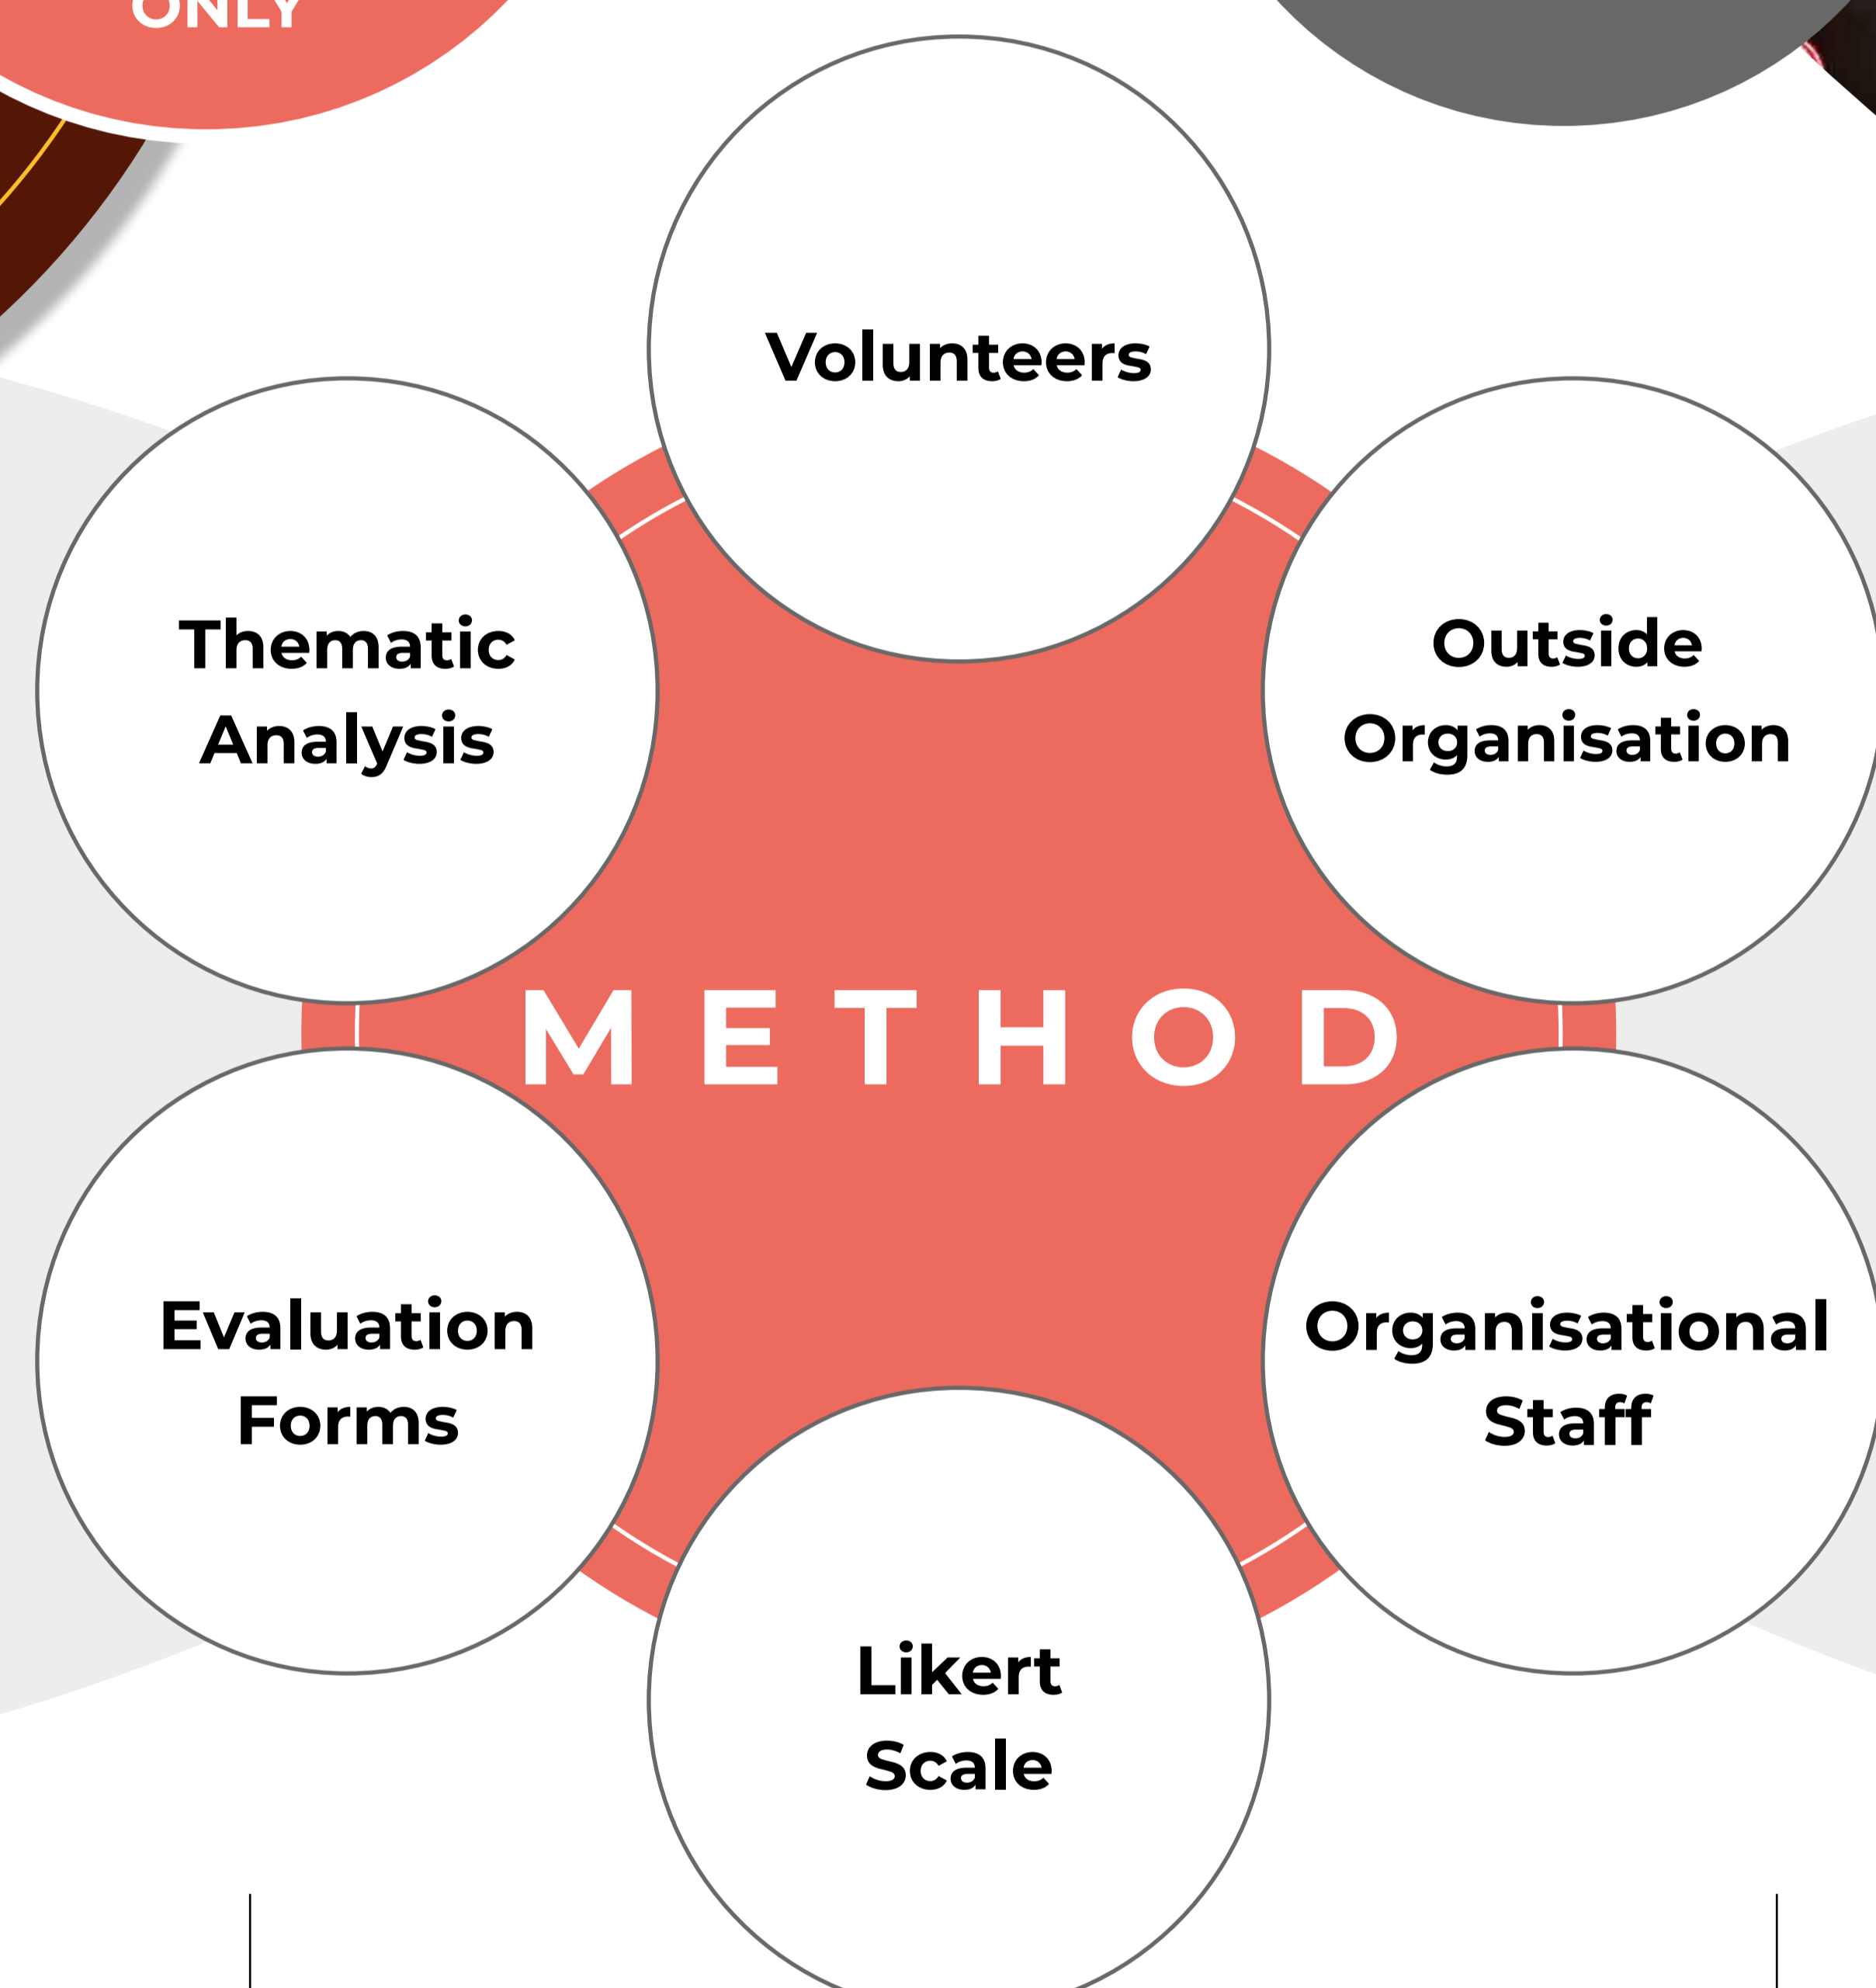 ONLY
Volunteers
Thematic
Analysis
Outside
Organisation
METHOD
Evaluation
Forms
Organisational
Staff
Likert
Scale